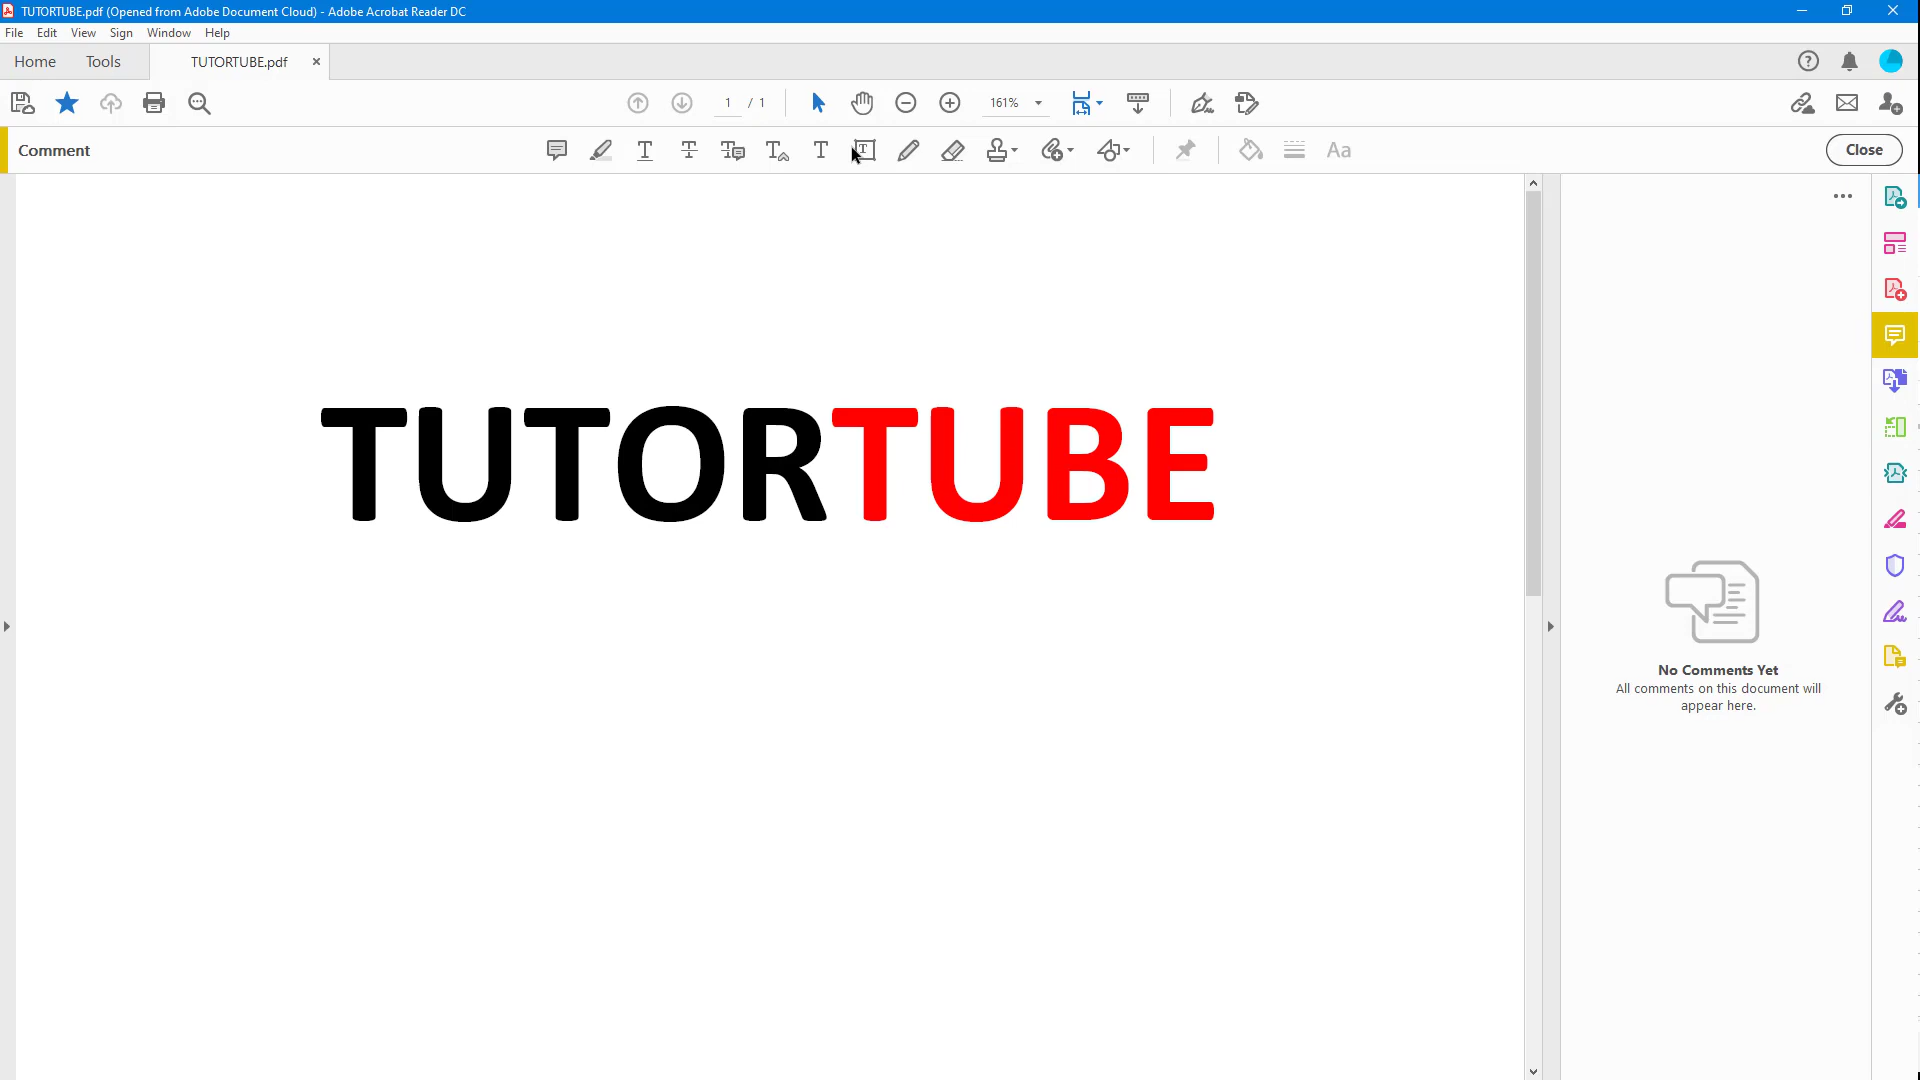 TUTORTUBE.pdf (Opened from Adobe Document Cloud) - Adobe Acrobat Reader DC
File Edit View Sign Window Help
Home Tools TUTORTUBE.pdf
1 / 1 161%
Comment
T T T T T T Aa Close
TUTORTUBE
No Comments Yet
All comments on this document will
appear here.